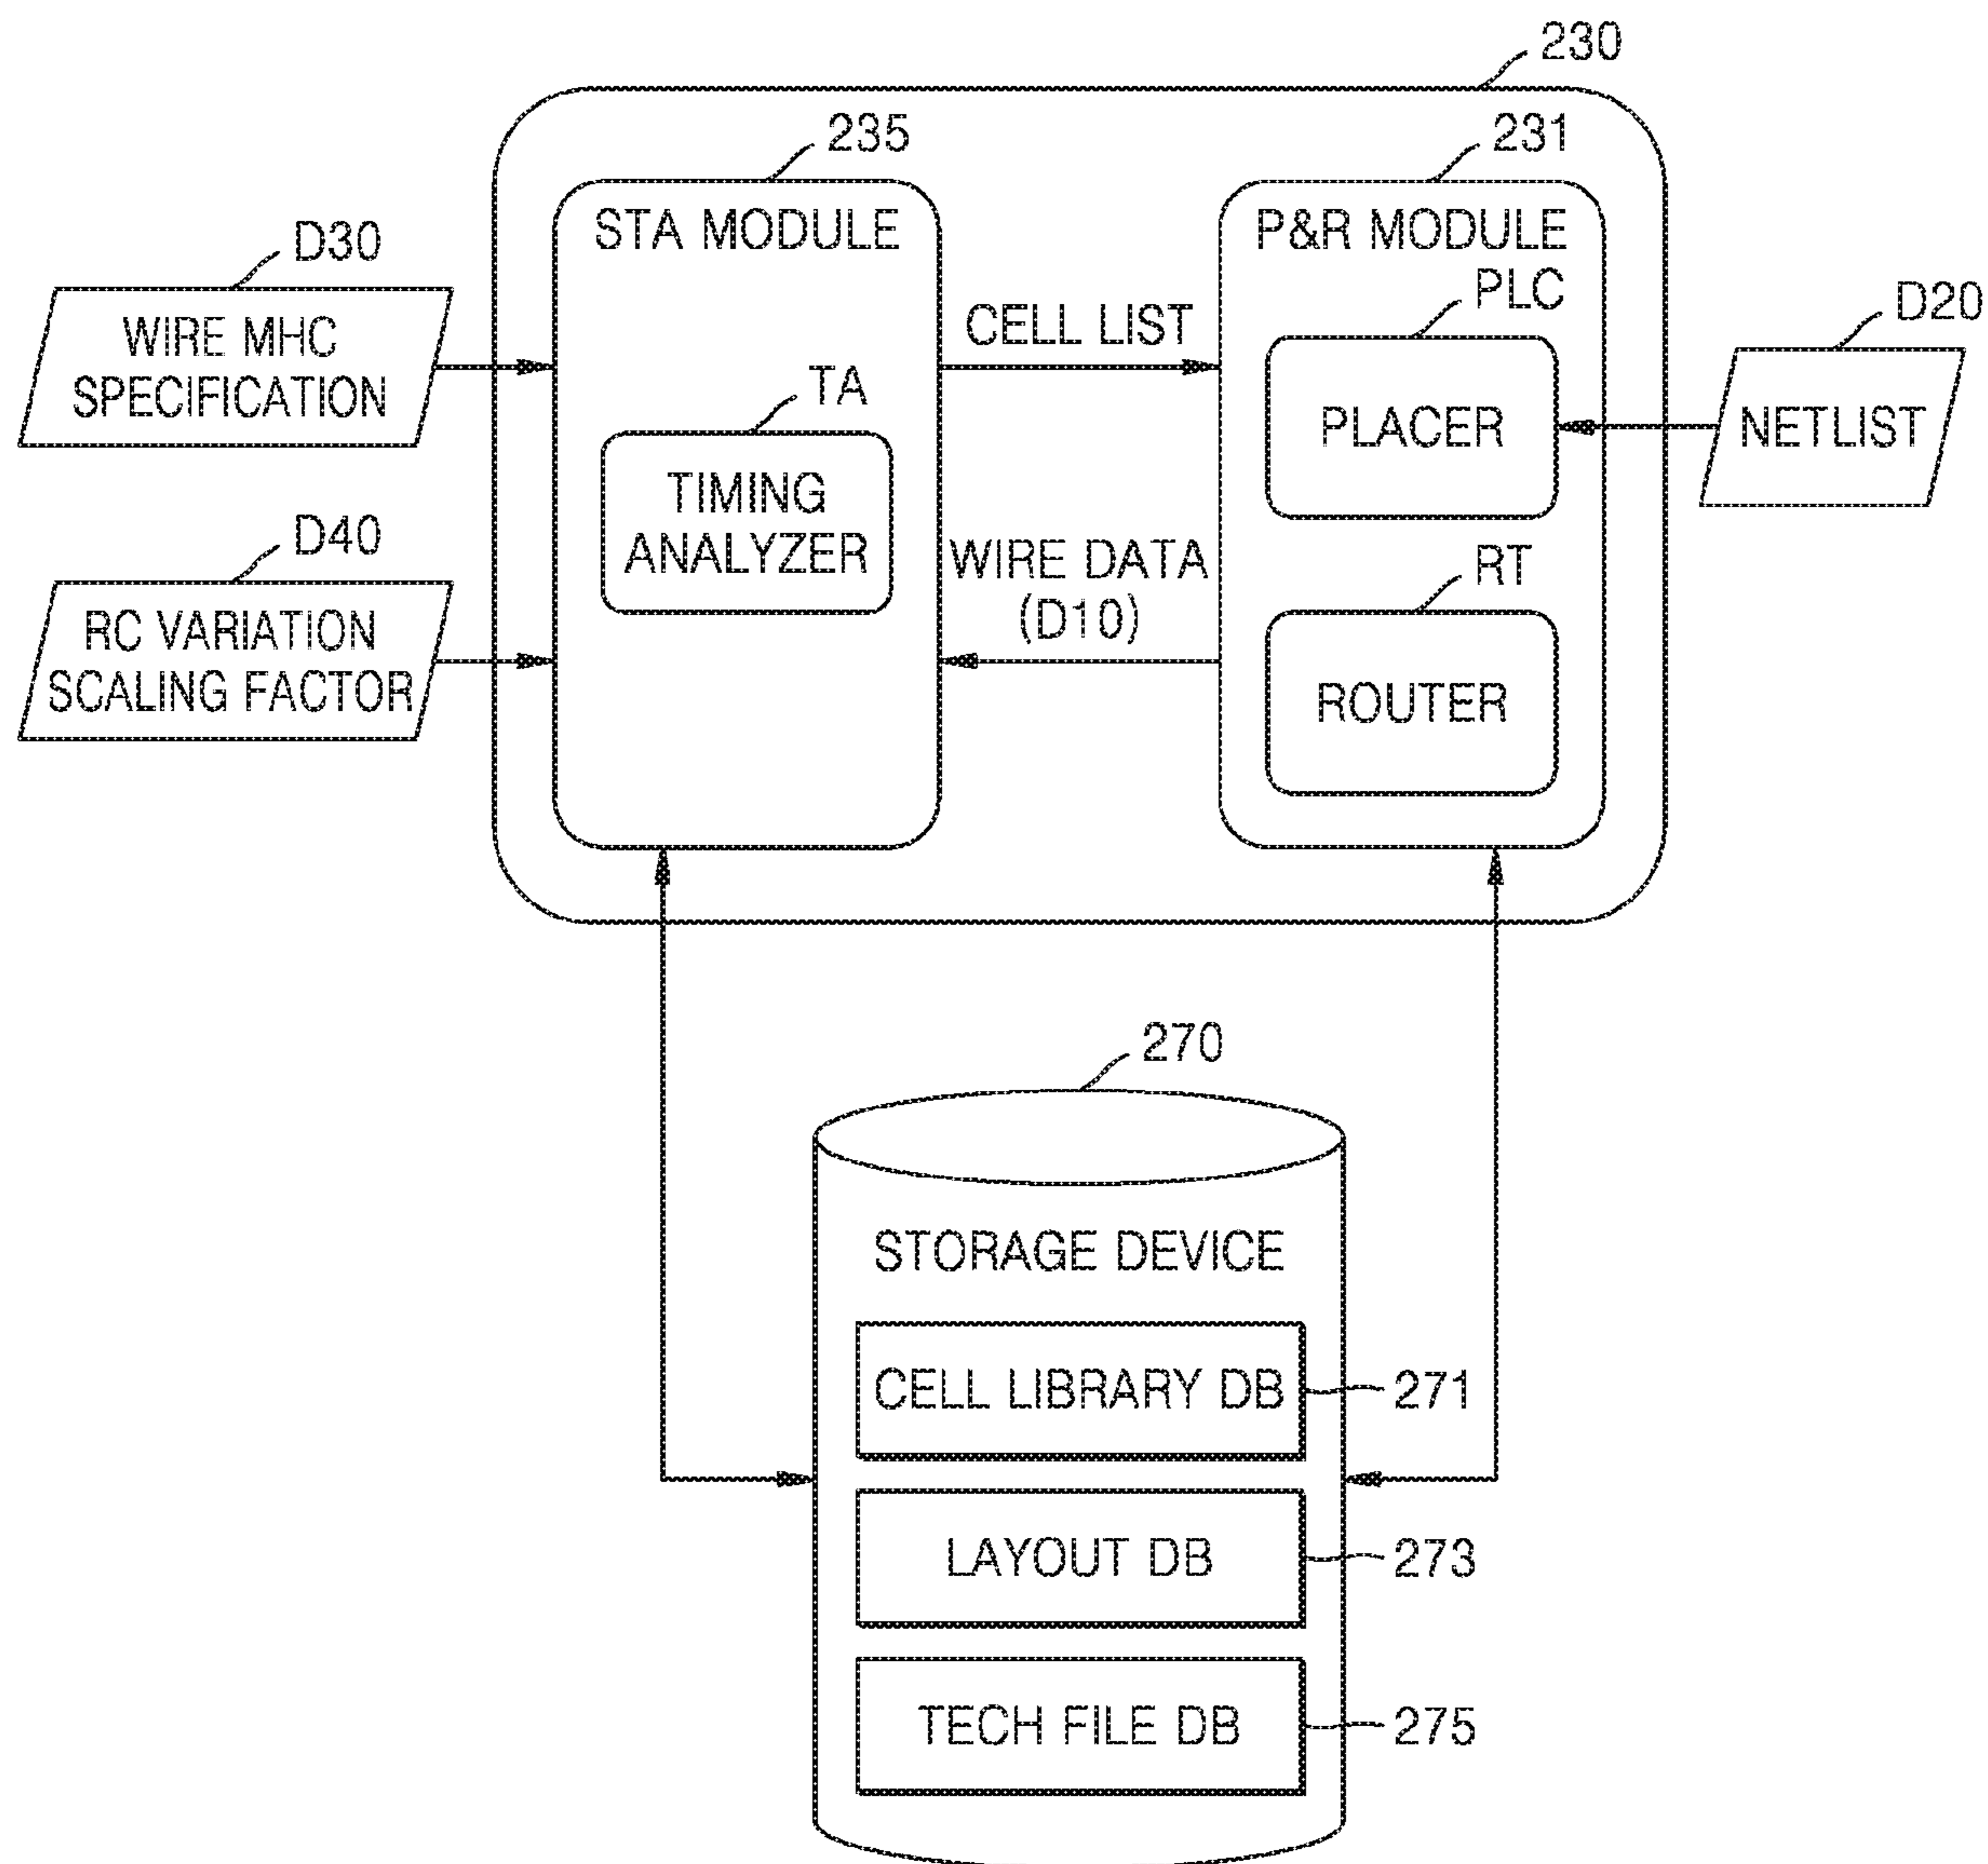 230
235
231
STA MODULE
P&R MODULE
D30
WIRE MHC
SPECIFICATION
CELL LIST
PLC
PLACER
D20
NETLIST
TA
TIMING
ANALYZER
D40
RC VARIATION
SCALING FACTOR
WIRE DATA
(D10)
RT
ROUTER
270
STORAGE DEVICE
CELL LIBRARY DB
271
LAYOUT DB
273
TECH FILE DB
275